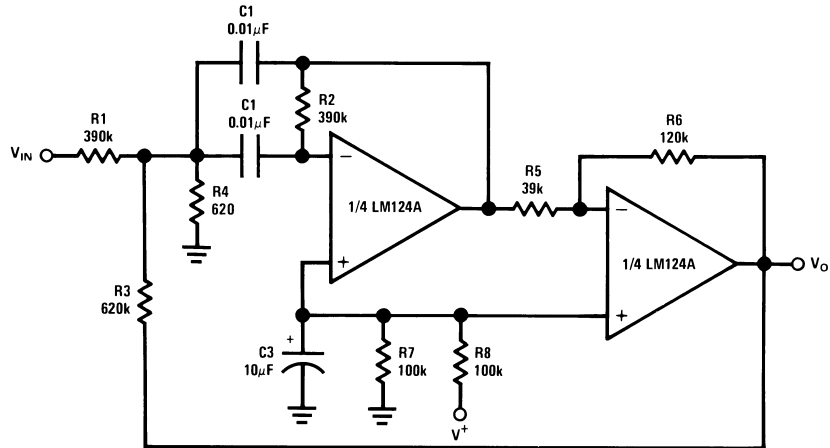 C1
0.01μF
C1
0.01μF
R2
390k
R1
390k
V_IN
R4
620
R3
620k
−
+
1/4 LM124A
R5
39k
R6
120k
−
+
1/4 LM124A
V_O
+
C3
10μF
R7
100k
R8
100k
V⁺